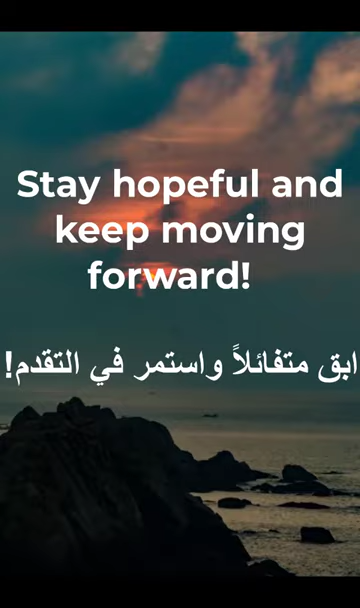 Stay hopeful and
keep moving
forward!
ابق متفائلاً واستمر في التقدم!